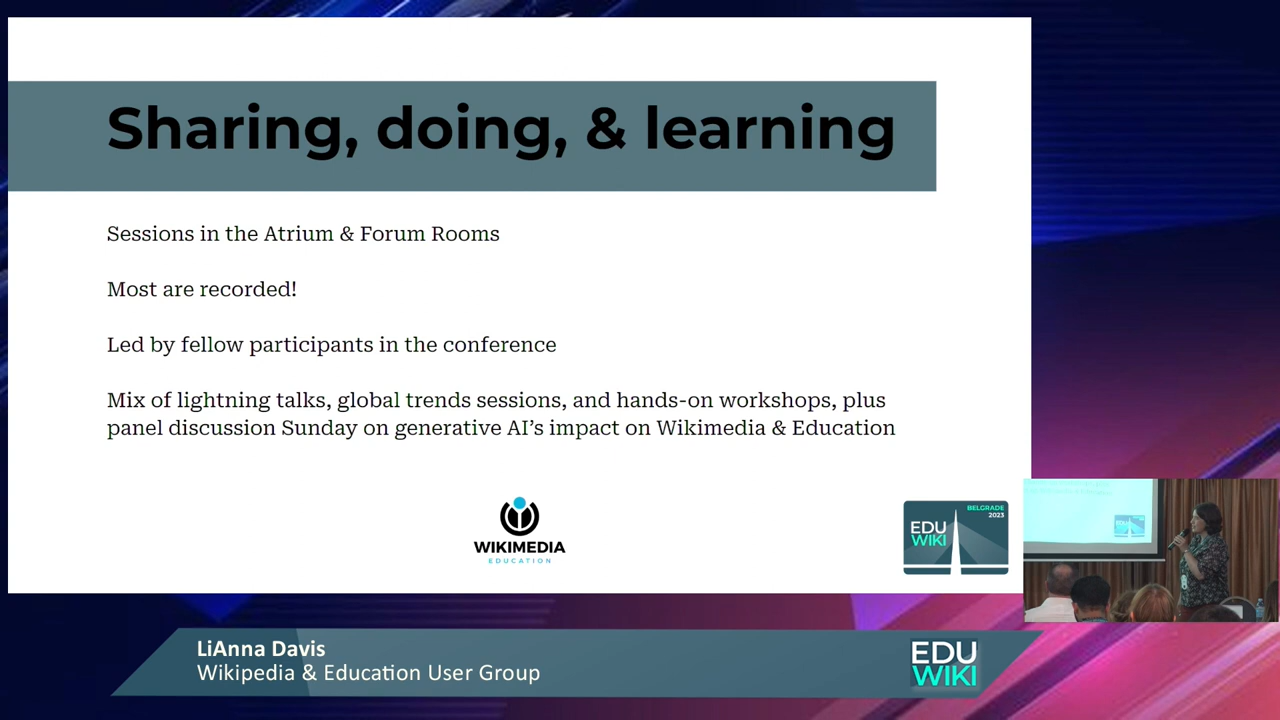 Sharing, doing, & learning
Sessions in the Atrium & Forum Rooms
Most are recorded!
Led by fellow participants in the conference
Mix of lightning talks, global trends sessions, and hands-on workshops, plus
panel discussion Sunday on generative AI's impact on Wikimedia & Education
WIKIMEDIA
EDUCATION
BELGRADE
2023
EDU
WIKI
LiAnna Davis
Wikipedia & Education User Group
EDU
WIKI